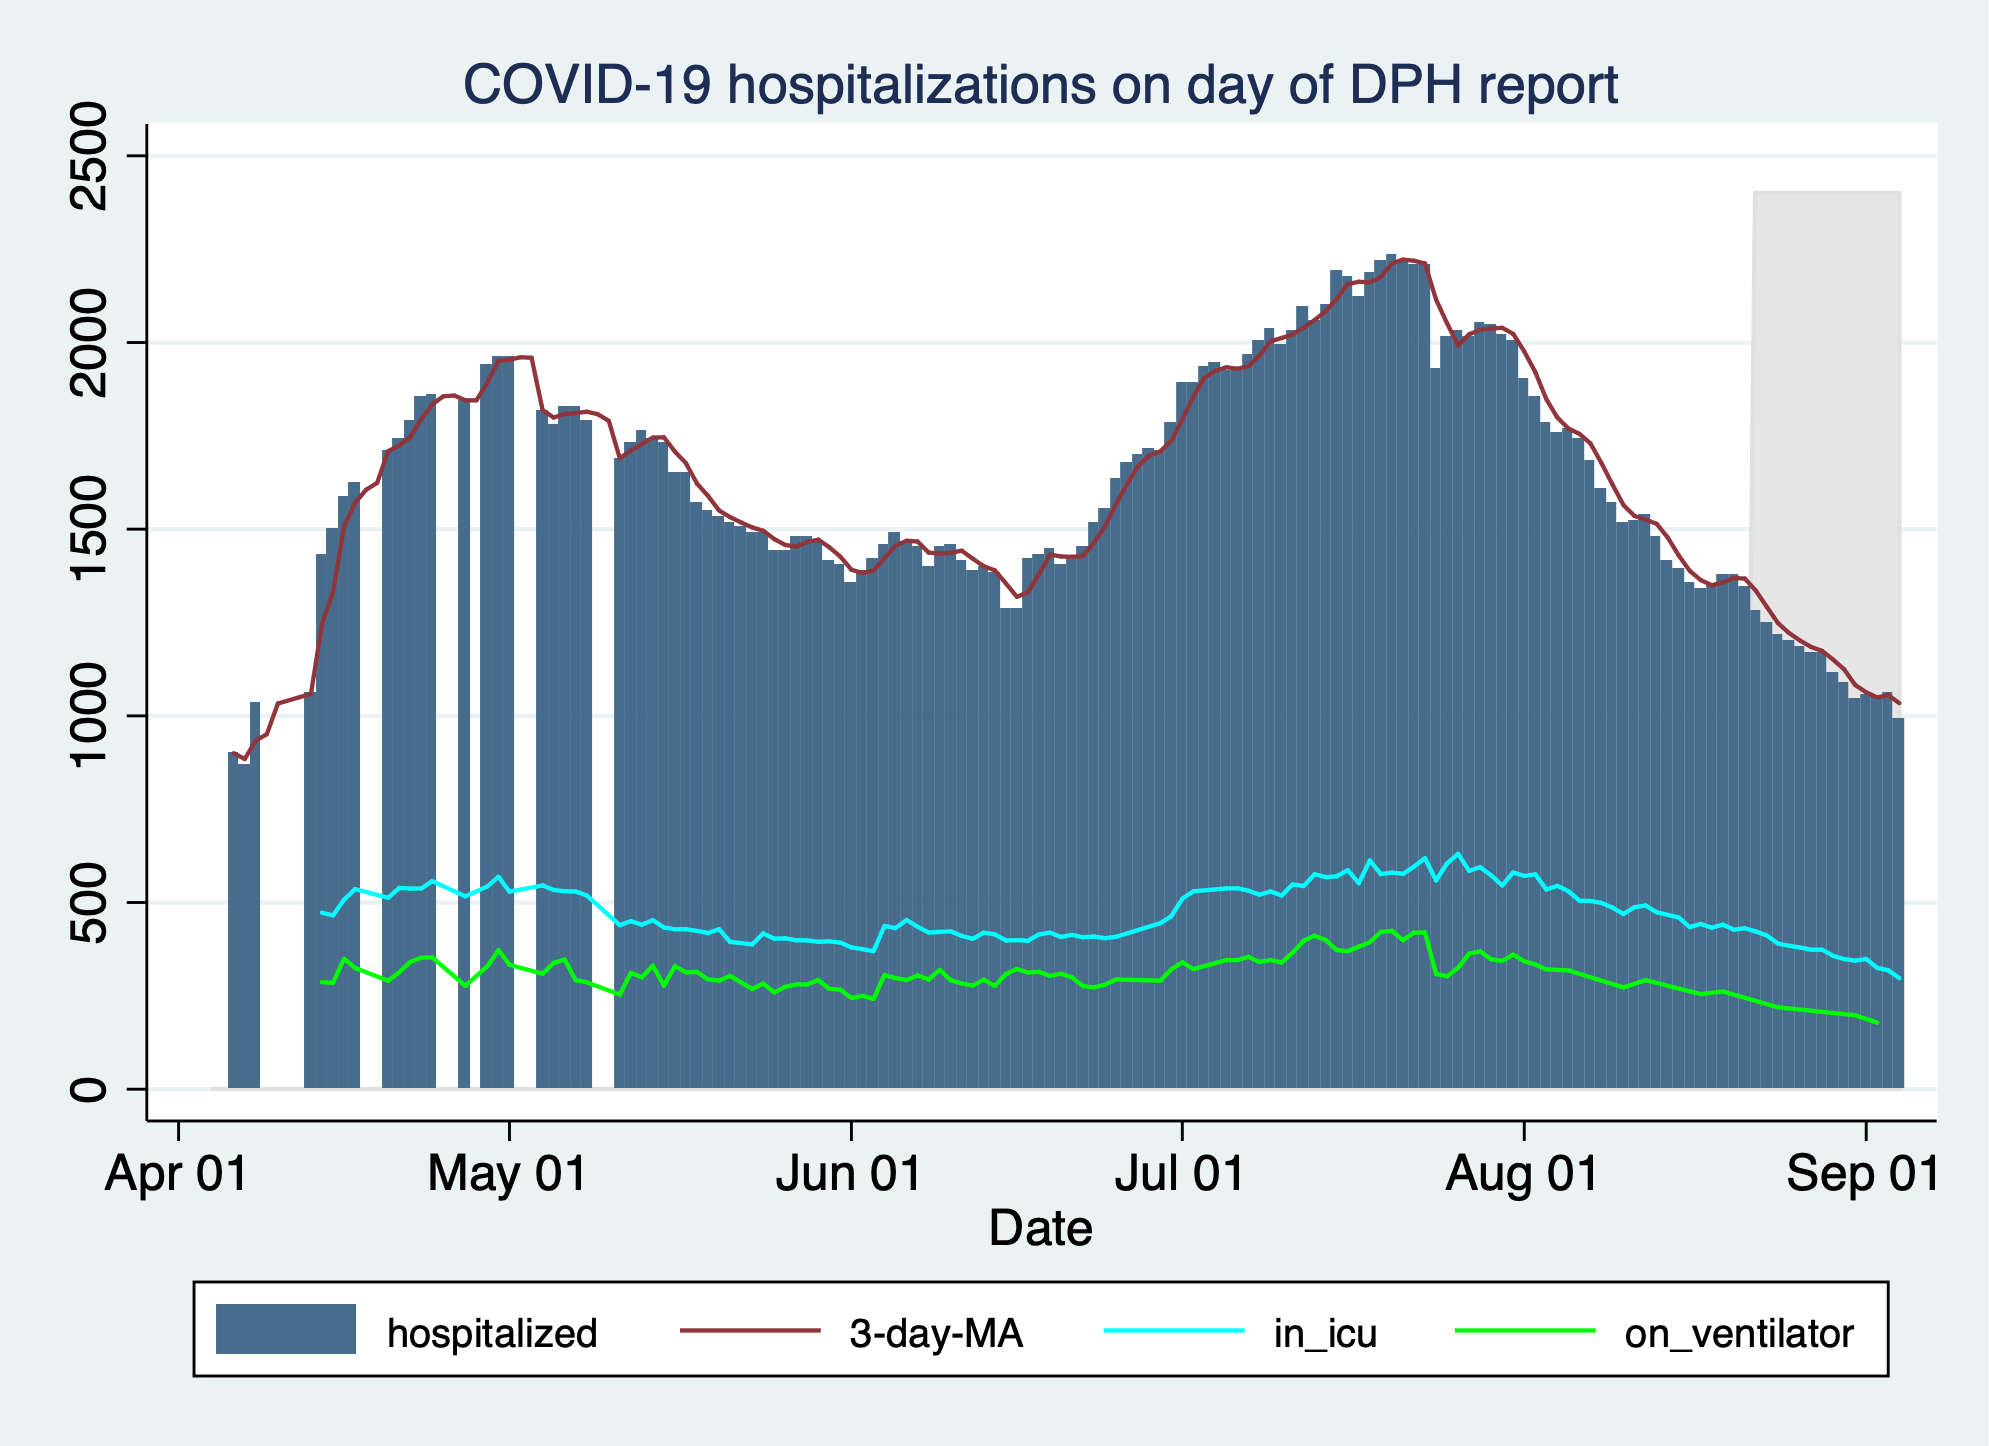 COVID-19 hospitalizations on day of DPH report
2500
2000
1500
1000
500
0
Apr 01 May 01 Jun 01 Jul 01 Aug 01 Sep 01
Date
hospitalized 3-day-MA in_icu on_ventilator